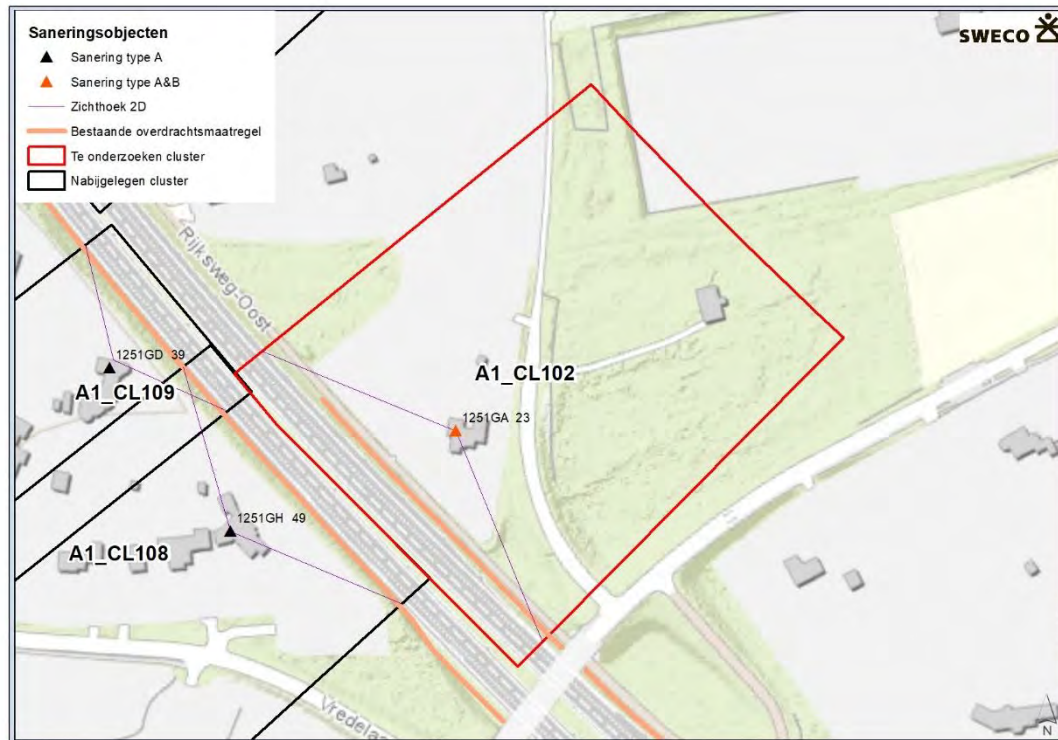 Saneringsobjecten
Sanering type A
Sanering type A&B
Zichthoek 2D
Bestaande overdrachtsmaatregel
Te onderzoeken cluster
Nabijgelegen cluster
SWECO
Rijksweg-Oost
1251GD 39
A1_CL109
A1_CL102
1251GA 23
1251GH 49
A1_CL108
N